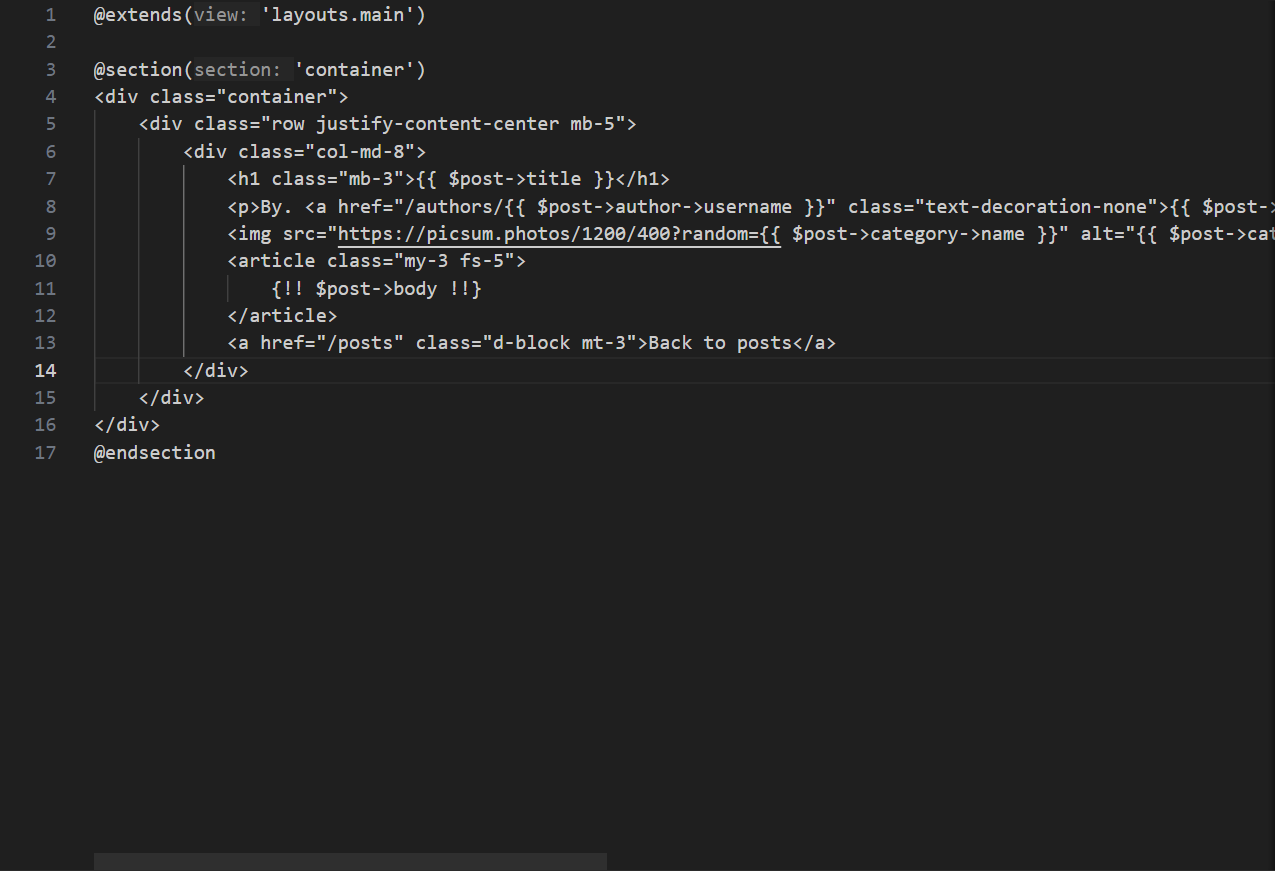 1 @extends(view: 'layouts.main')
2
3 @section(section: 'container')
4 <div class="container">
5 <div class="row justify-content-center mb-5">
6 <div class="col-md-8">
7 <h1 class="mb-3">{{ $post->title }}</h1>
8 <p>By. <a href="/authors/{{ $post->author->username }}" class="text-decoration-none">{{ $post->
9 <img src="https://picsum.photos/1200/400?random={{ $post->category->name }}" alt="{{ $post->cat
10 <article class="my-3 fs-5">
11 {!! $post->body !!}
12 </article>
13 <a href="/posts" class="d-block mt-3">Back to posts</a>
14 </div>
15 </div>
16 </div>
17 @endsection